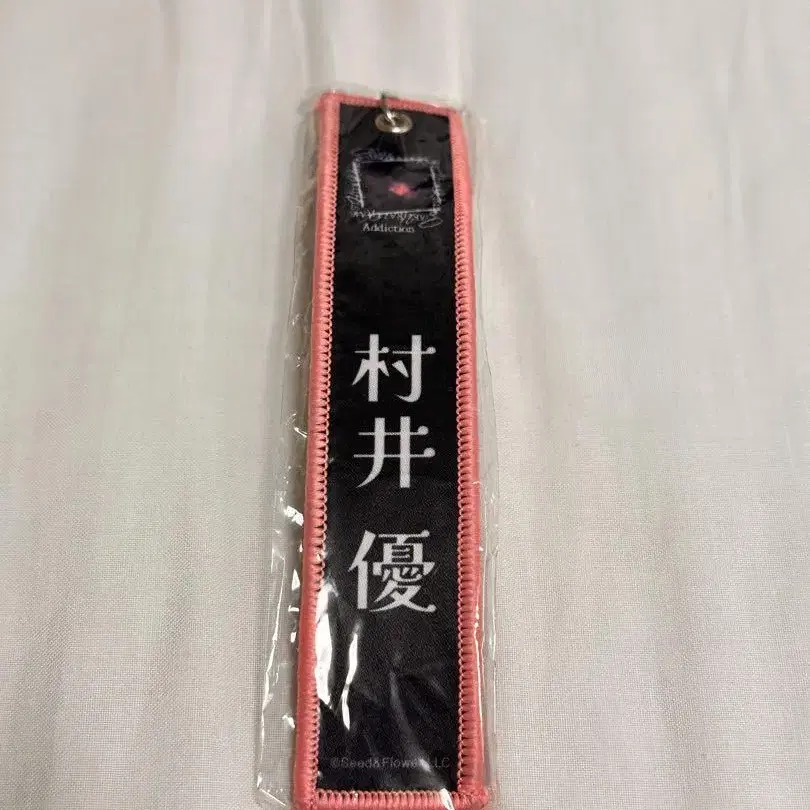 Addiction
村井 優
©Seed&Flower LLC